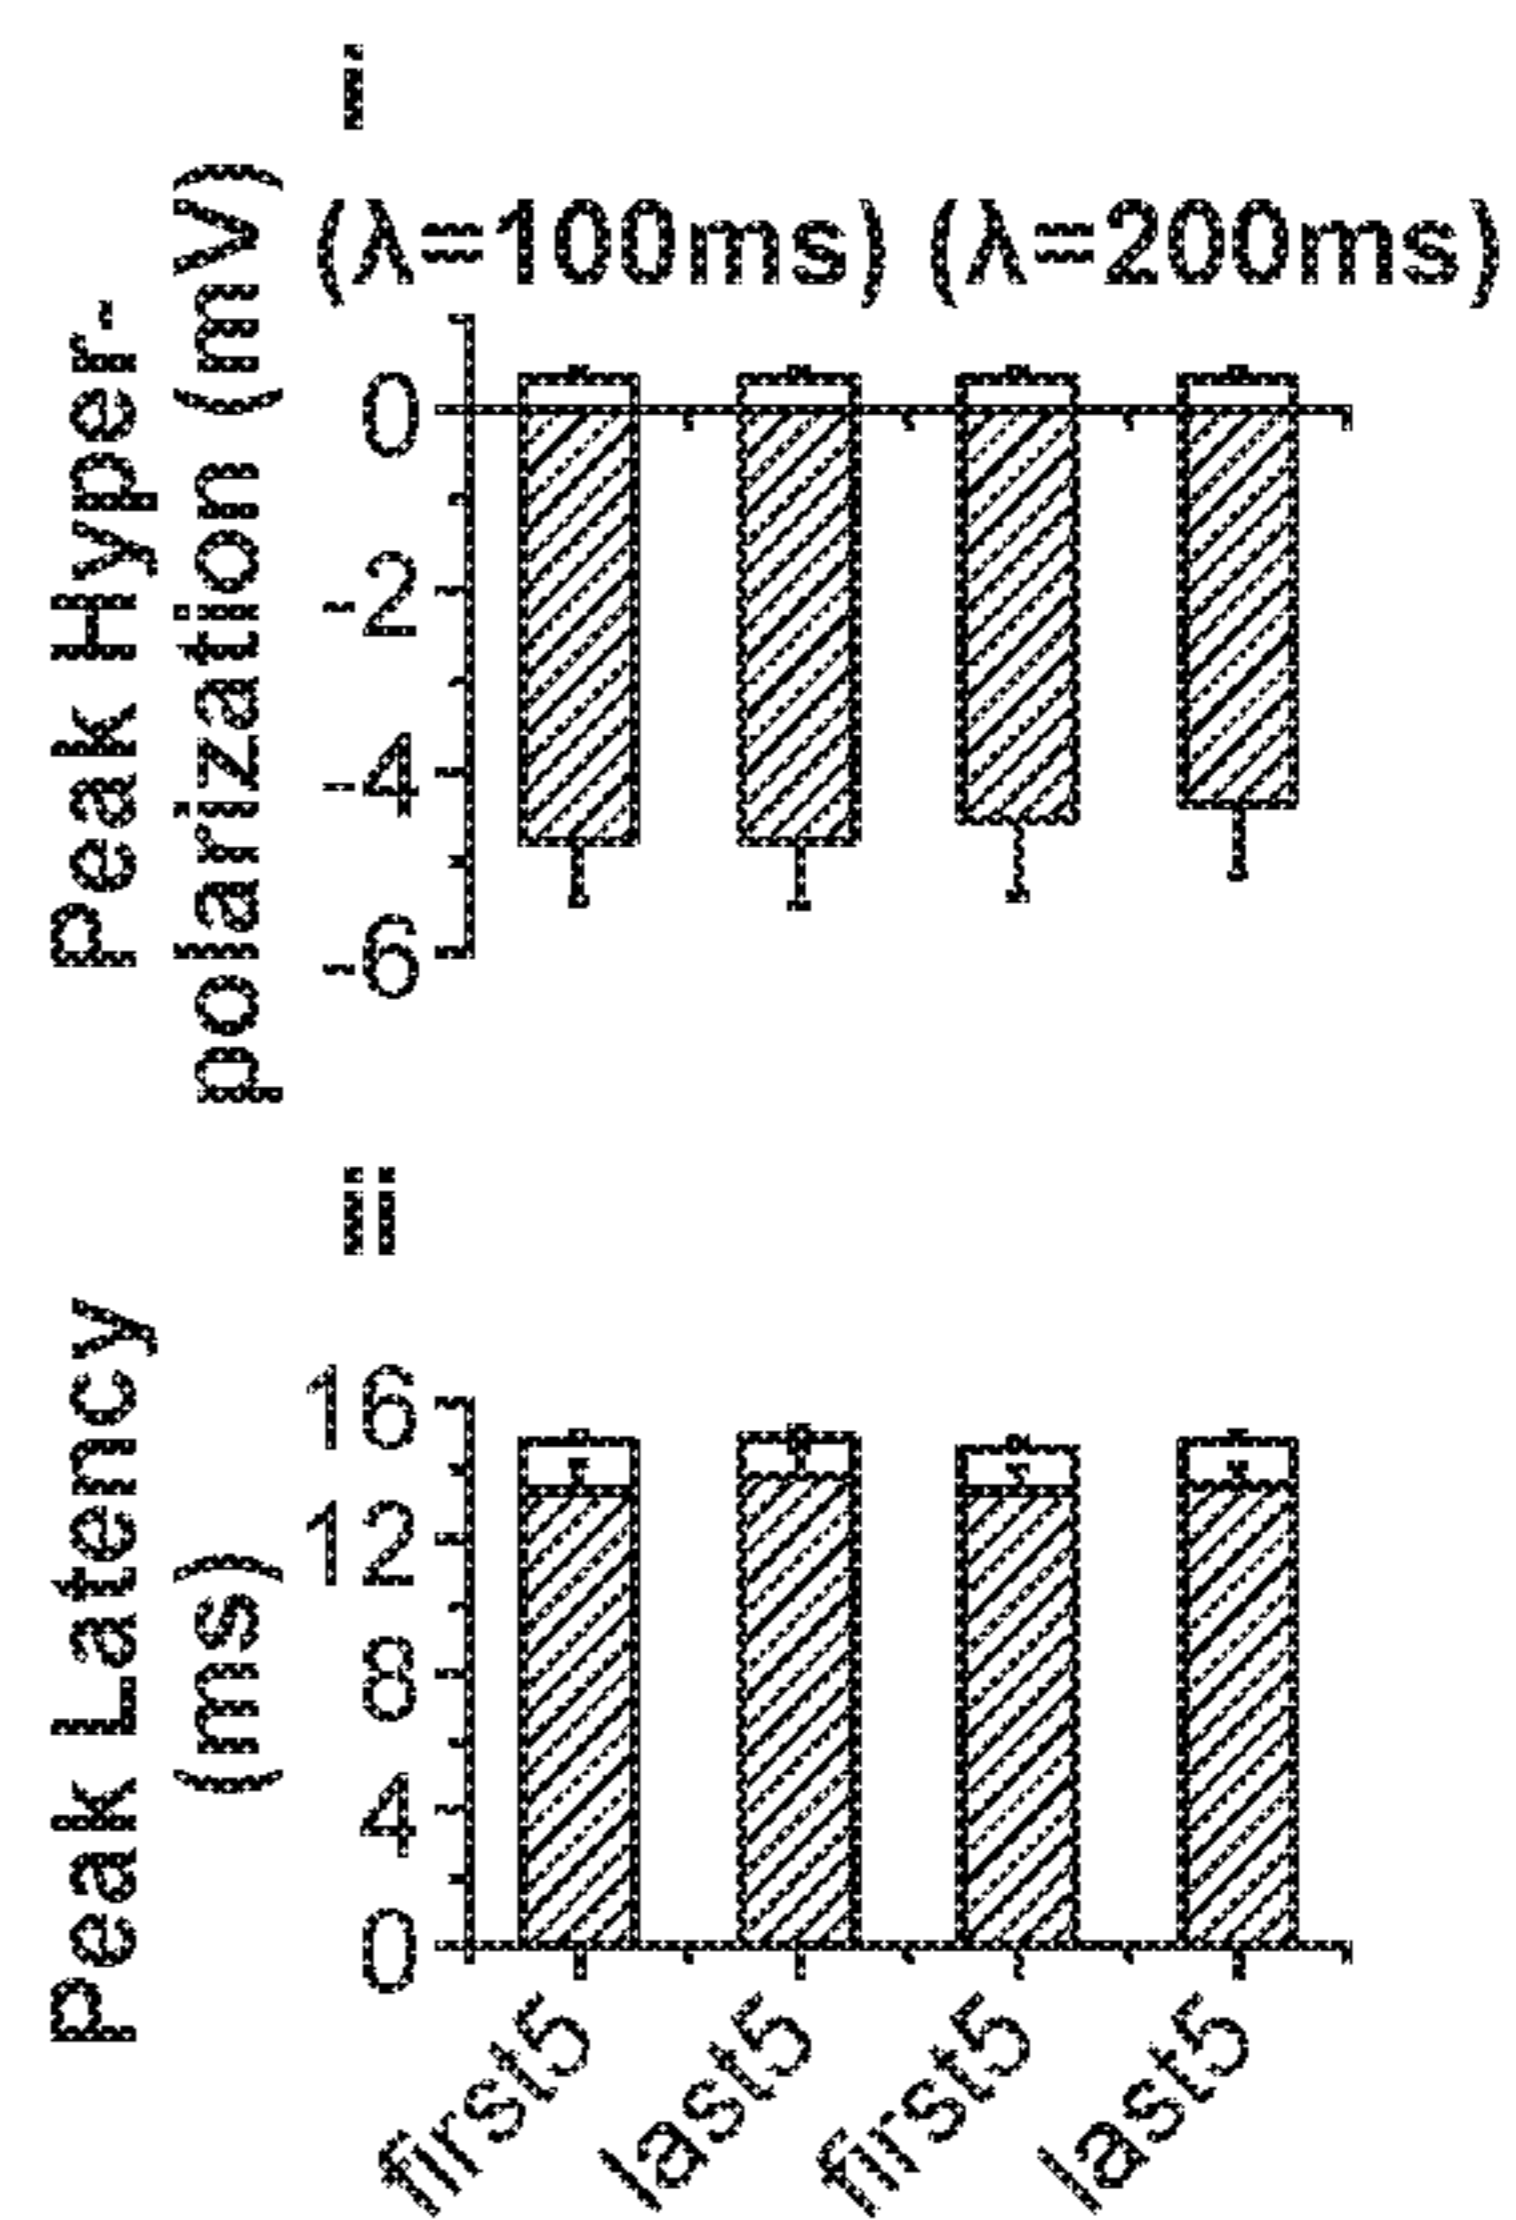 i
(λ=100ms) (λ=200ms)
Peak Hyper-
polarization (mV)
0
-2
-4
-6
ii
Peak Latency
(ms)
16
12
8
4
0
first5
last5
first5
last5